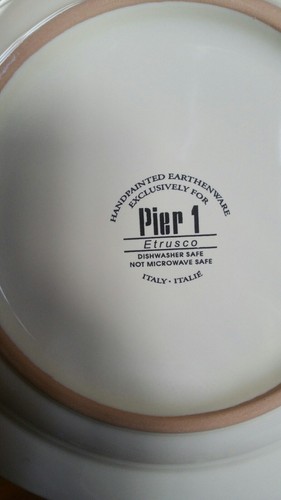 HANDPAINTED EARTHENWARE
EXCLUSIVELY FOR
Pier 1
Etrusco
DISHWASHER SAFE
NOT MICROWAVE SAFE
ITALY • ITALIÉ